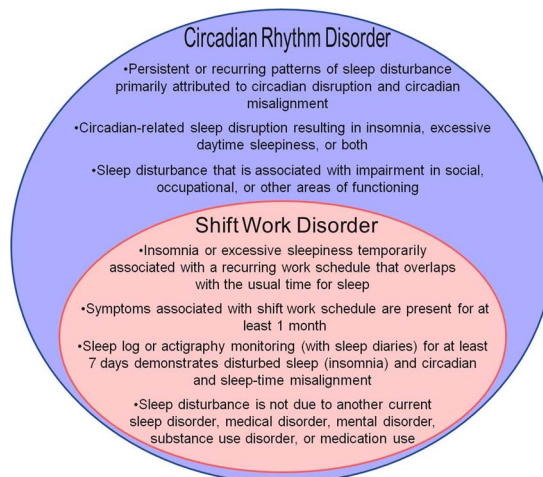 Circadian Rhythm Disorder
•Persistent or recurring patterns of sleep disturbance
primarily attributed to circadian disruption and circadian
misalignment
•Circadian-related sleep disruption resulting in insomnia, excessive
daytime sleepiness, or both
•Sleep disturbance that is associated with impairment in social,
occupational, or other areas of functioning
Shift Work Disorder
•Insomnia or excessive sleepiness temporarily
associated with a recurring work schedule that overlaps
with the usual time for sleep
•Symptoms associated with shift work schedule are present for at
least 1 month
•Sleep log or actigraphy monitoring (with sleep diaries) for at least
7 days demonstrates disturbed sleep (insomnia) and circadian
and sleep-time misalignment
•Sleep disturbance is not due to another current
sleep disorder, medical disorder, mental disorder,
substance use disorder, or medication use